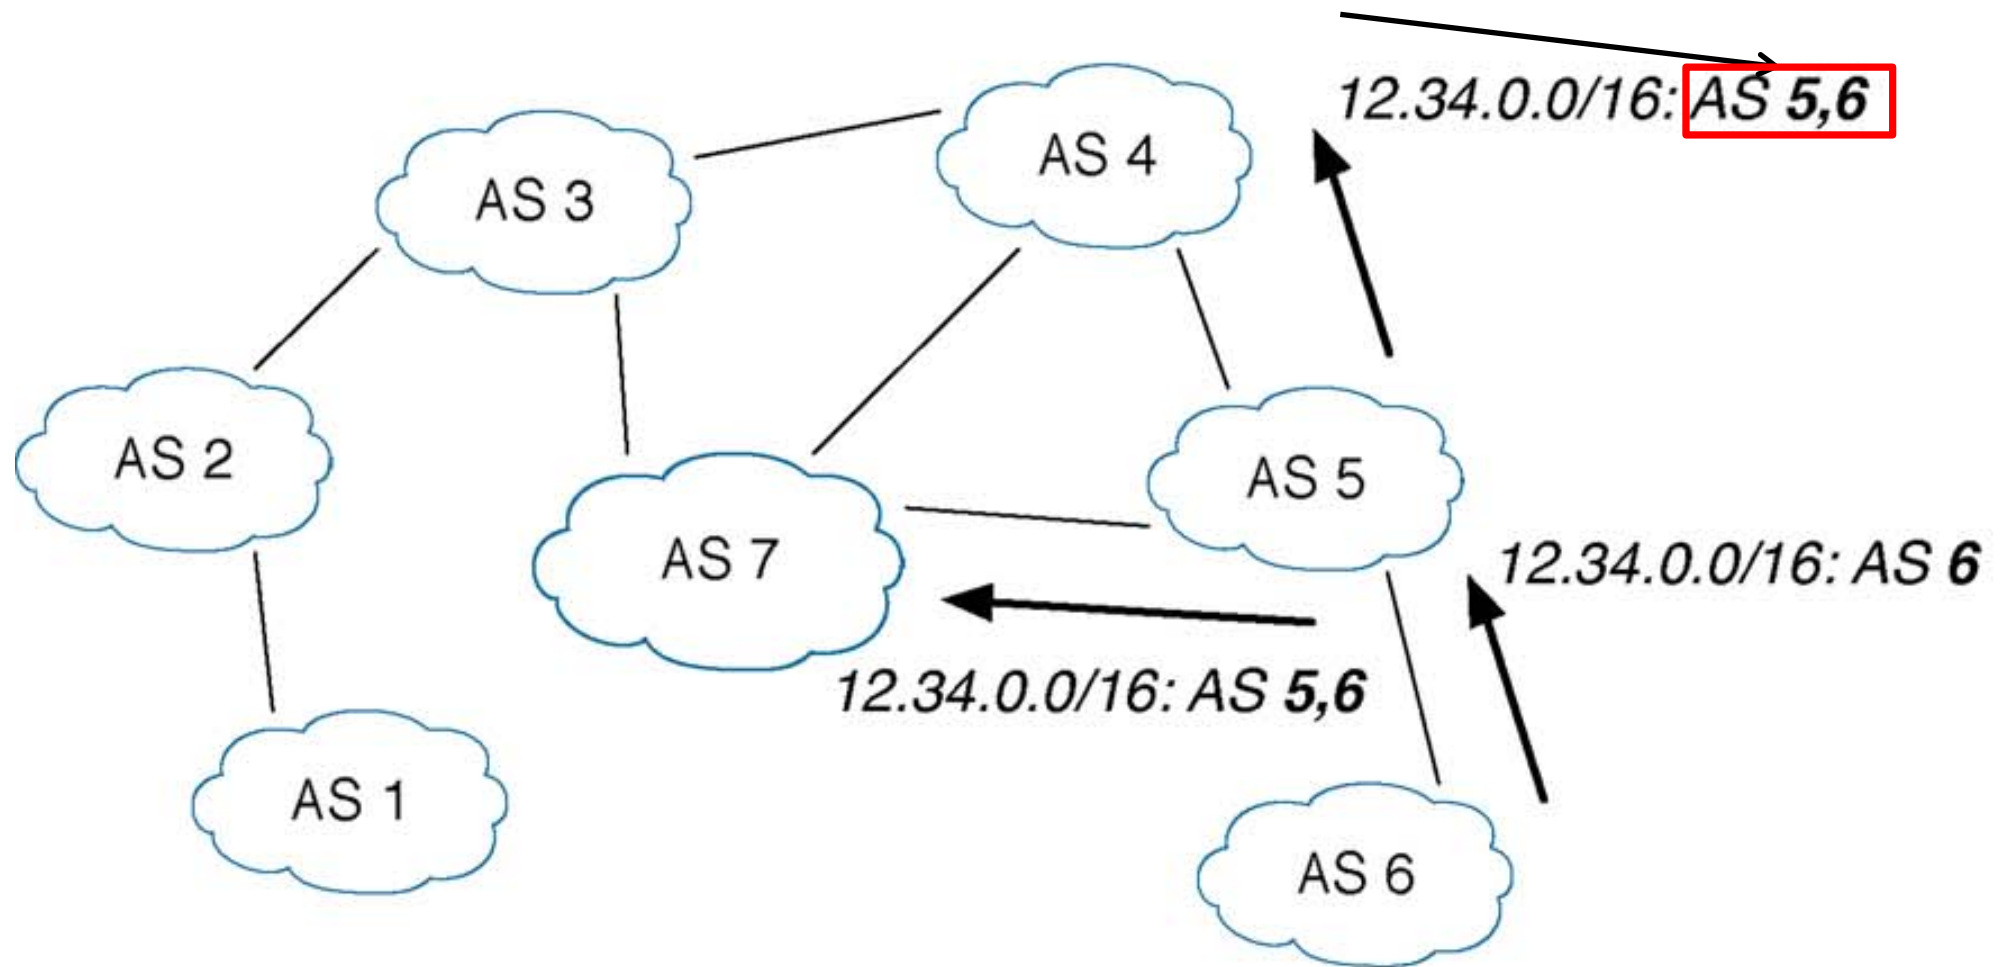 12.34.0.0/16: AS 5,6
AS 4
AS 3
AS 2
AS 5
AS 7
12.34.0.0/16: AS 6
12.34.0.0/16: AS 5,6
AS 1
AS 6